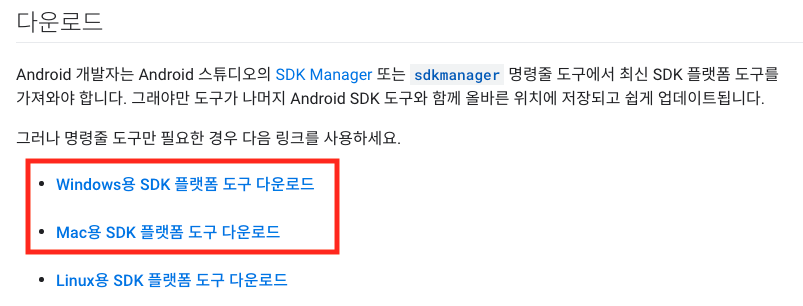 다운로드
Android 개발자는 Android 스튜디오의 SDK Manager 또는 sdkmanager 명령줄 도구에서 최신 SDK 플랫폼 도구를
가져와야 합니다. 그래야만 도구가 나머지 Android SDK 도구와 함께 올바른 위치에 저장되고 쉽게 업데이트됩니다.
그러나 명령줄 도구만 필요한 경우 다음 링크를 사용하세요.
• Windows용 SDK 플랫폼 도구 다운로드
• Mac용 SDK 플랫폼 도구 다운로드
• Linux용 SDK 플랫폼 도구 다운로드